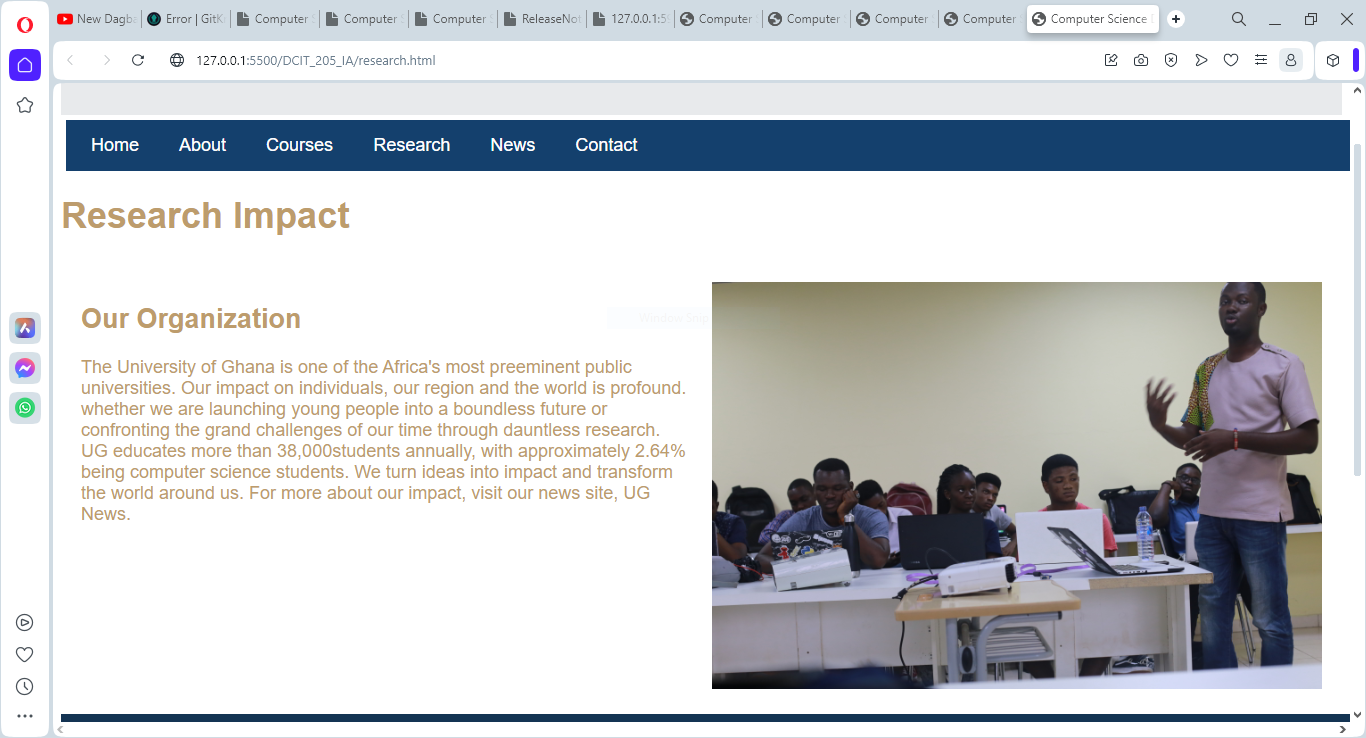 New Dagba
Error | GitK
Computer S
Computer S
Computer S
ReleaseNot
127.0.0.1:5
Computer
Computer
Computer
Computer
Computer Science
127.0.0.1:5500/DCIT_205_IA/research.html
Home About Courses Research News Contact
Research Impact
Our Organization
Window Snip
The University of Ghana is one of the Africa's most preeminent public
universities. Our impact on individuals, our region and the world is profound.
whether we are launching young people into a boundless future or
confronting the grand challenges of our time through dauntless research.
UG educates more than 38,000students annually, with approximately 2.64%
being computer science students. We turn ideas into impact and transform
the world around us. For more about our impact, visit our news site, UG
News.